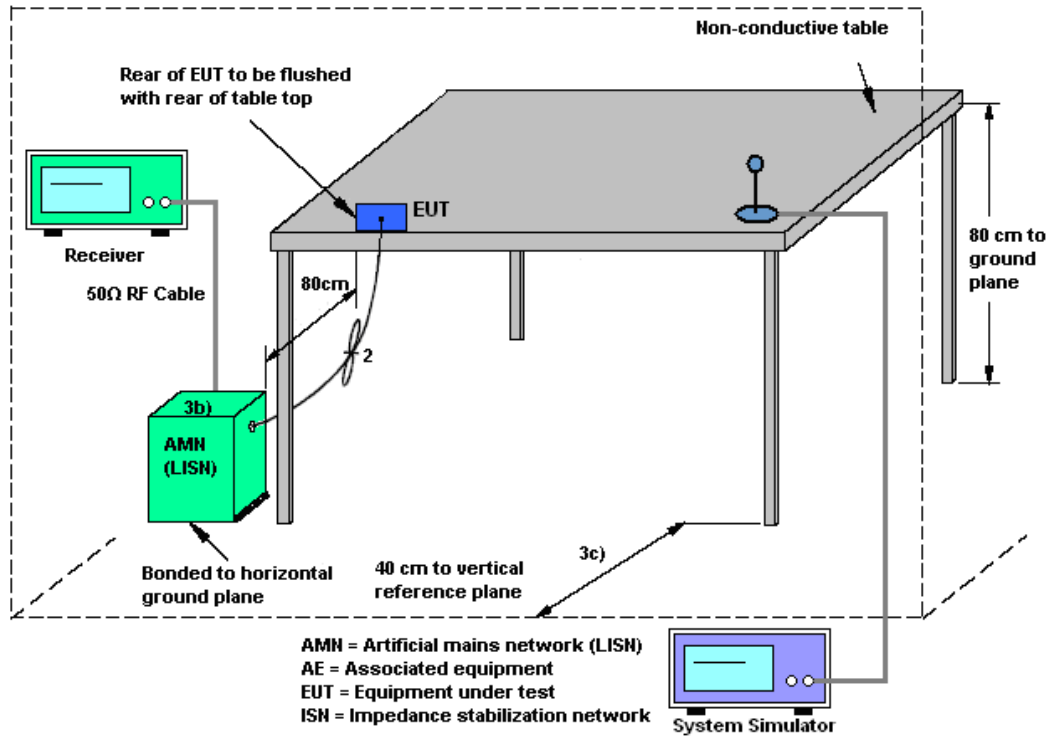 Non-conductive table
Rear of EUT to be flushed
with rear of table top
EUT
Receiver
80cm
80 cm to
ground
plane
50Ω RF Cable
2
3b)
AMN
(LISN)
3c)
Bonded to horizontal
ground plane
40 cm to vertical
reference plane
AMN = Artificial mains network (LISN)
AE = Associated equipment
EUT = Equipment under test
ISN = Impedance stabilization network
System Simulator